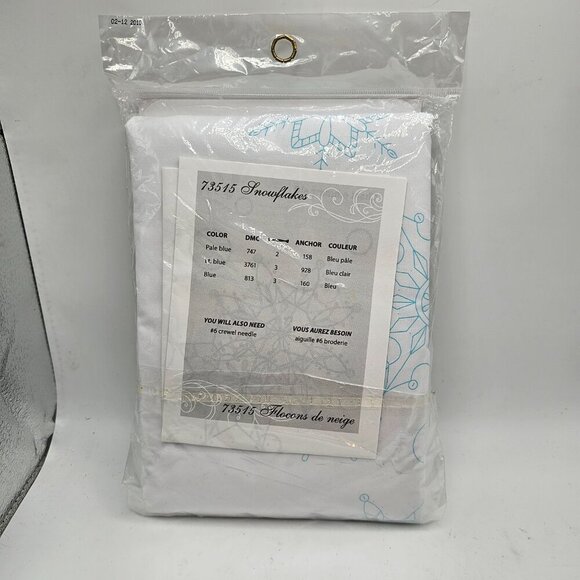 02-12 2010
73515 Snowflakes
COLOR DMC ANCHOR COULEUR
Pale blue 747 2 158 Bleu pâle
Lt. blue 3761 3 928 Bleu clair
Blue 813 3 160 Bleu
YOU WILL ALSO NEED VOUS AUREZ BESOIN
#6 crewel needle aiguille #6 broderie
73515 Flocons de neige